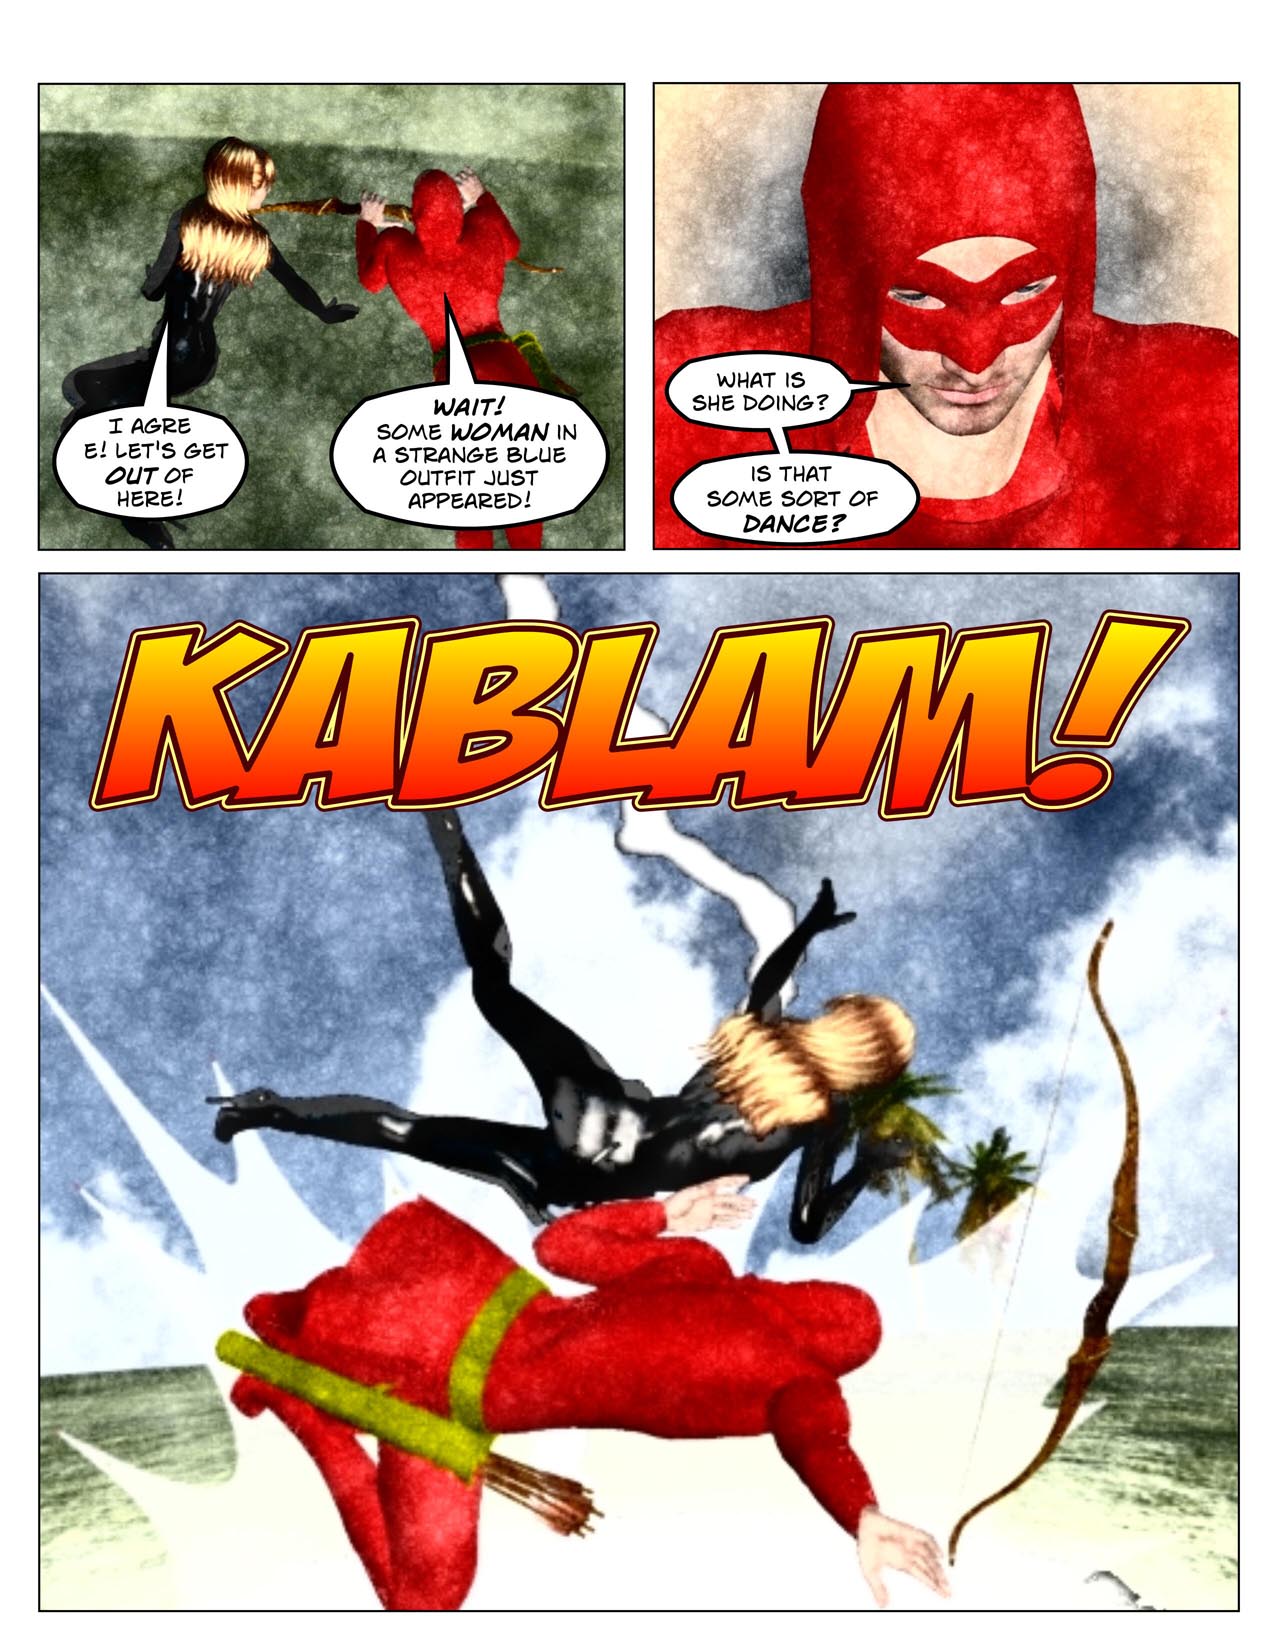 I AGRE
E! LET'S GET
OUT OF
HERE!
WAIT!
SOME WOMAN IN
A STRANGE BLUE
OUTFIT JUST
APPEARED!
WHAT IS
SHE DOING?
IS THAT
SOME SORT OF
DANCE?
KABLAM!